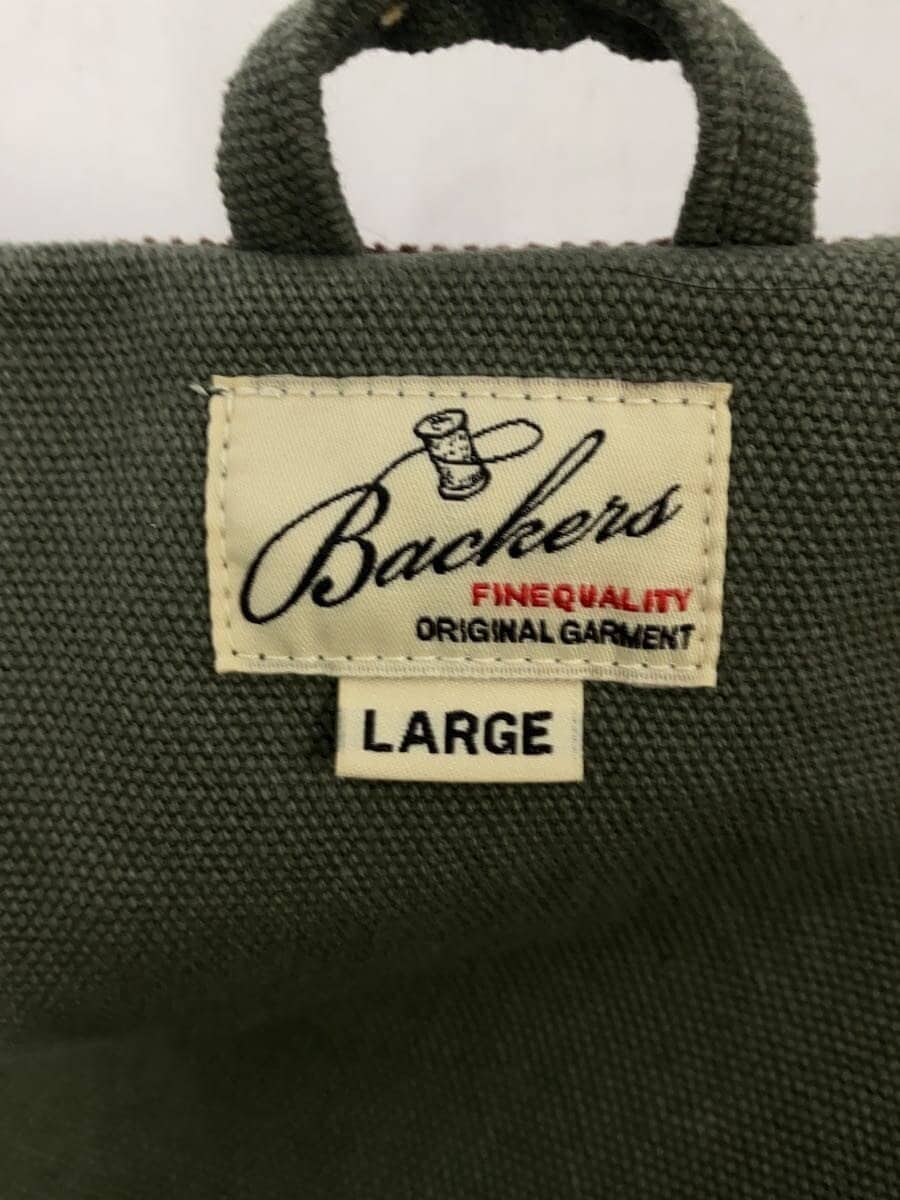 Backers
FINEQUALITY
ORIGINAL GARMENT
LARGE